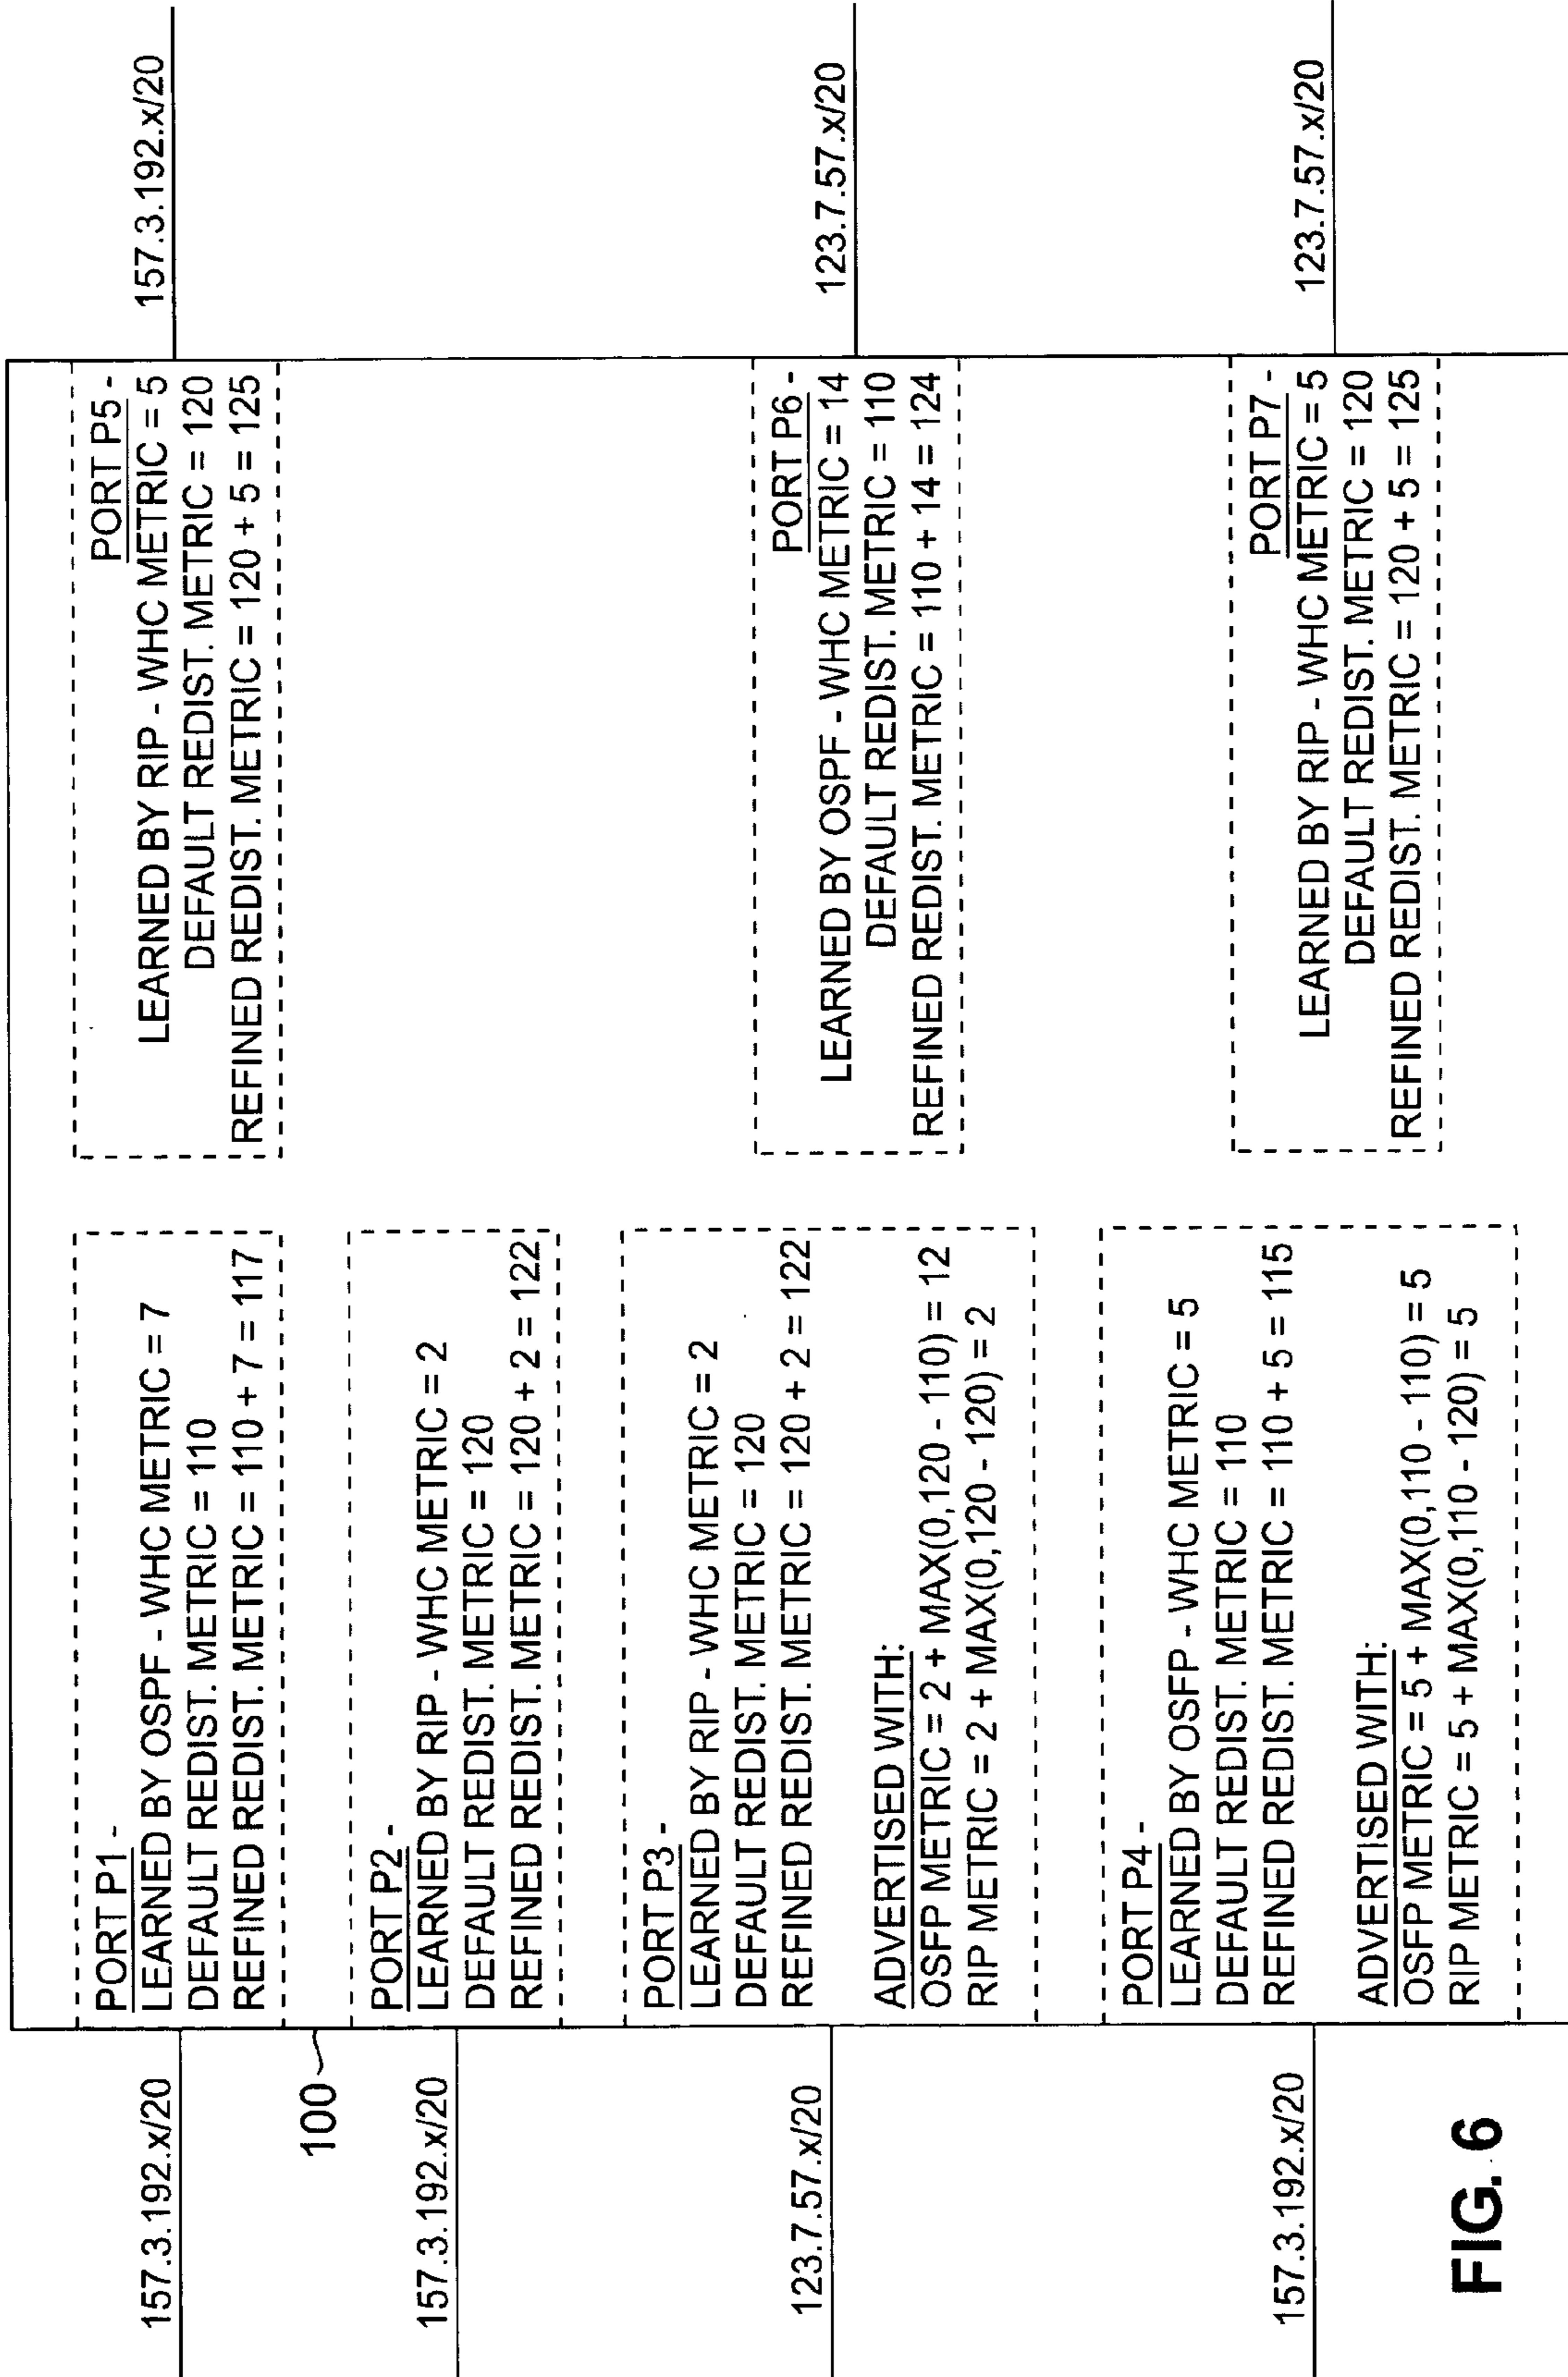 157.3.192.x/20
100
157.3.192.x/20
123.7.57.x/20
157.3.192.x/20
PORT P1 -
LEARNED BY OSPF - WHC METRIC = 7
DEFAULT REDIST. METRIC = 110
REFINED REDIST. METRIC = 110 + 7 = 117
PORT P2 -
LEARNED BY RIP - WHC METRIC = 2
DEFAULT REDIST. METRIC = 120
REFINED REDIST. METRIC = 120 + 2 = 122
PORT P3 -
LEARNED BY RIP - WHC METRIC = 2
DEFAULT REDIST. METRIC = 120
REFINED REDIST. METRIC = 120 + 2 = 122
ADVERTISED WITH:
OSFP METRIC = 2 + MAX(0,120 - 110) = 12
RIP METRIC = 2 + MAX(0,120 - 120) = 2
PORT P4 -
LEARNED BY OSFP - WHC METRIC = 5
DEFAULT REDIST. METRIC = 110
REFINED REDIST. METRIC = 110 + 5 = 115
ADVERTISED WITH:
OSFP METRIC = 5 + MAX(0,110 - 110) = 5
RIP METRIC = 5 + MAX(0,110 - 120) = 5
PORT P5 -
LEARNED BY RIP - WHC METRIC = 5
DEFAULT REDIST. METRIC = 120
REFINED REDIST. METRIC = 120 + 5 = 125
PORT P6 -
LEARNED BY OSPF - WHC METRIC = 14
DEFAULT REDIST. METRIC = 110
REFINED REDIST. METRIC = 110 + 14 = 124
PORT P7 -
LEARNED BY RIP - WHC METRIC = 5
DEFAULT REDIST. METRIC = 120
REFINED REDIST. METRIC = 120 + 5 = 125
157.3.192.x/20
123.7.57.x/20
123.7.57.x/20
FIG. 6